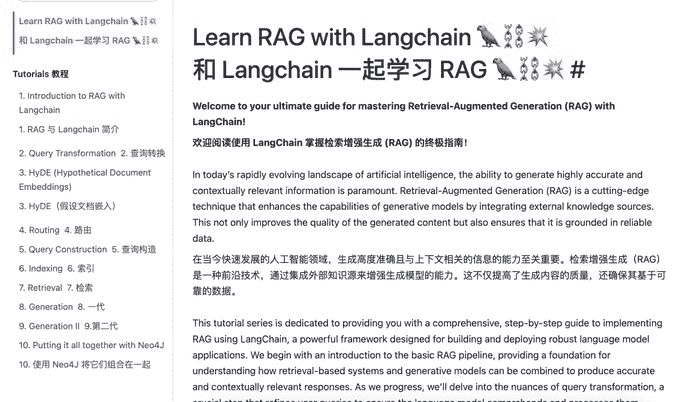 Learn RAG with Langchain 🦜⛓️💥
和 Langchain 一起学习 RAG 🦜⛓️💥
Tutorials 教程
1. Introduction to RAG with
Langchain
1. RAG 与 Langchain 简介
2. Query Transformation 2. 查询转换
3. HyDE (Hypothetical Document
Embeddings)
3. HyDE（假设文档嵌入）
4. Routing 4. 路由
5. Query Construction 5. 查询构造
6. Indexing 6. 索引
7. Retrieval 7. 检索
8. Generation 8. 一代
9. Generation II 9.第二代
10. Putting it all together with Neo4J
10. 使用 Neo4J 将它们组合在一起
Learn RAG with Langchain 🦜⛓️💥
和 Langchain 一起学习 RAG 🦜⛓️💥 #
Welcome to your ultimate guide for mastering Retrieval-Augmented Generation (RAG) with
LangChain!
欢迎阅读使用 LangChain 掌握检索增强生成 (RAG) 的终极指南！
In today's rapidly evolving landscape of artificial intelligence, the ability to generate highly accurate and
contextually relevant information is paramount. Retrieval-Augmented Generation (RAG) is a cutting-edge
technique that enhances the capabilities of generative models by integrating external knowledge sources.
This not only improves the quality of the generated content but also ensures that it is grounded in reliable
data.
在当今快速发展的人工智能领域，生成高度准确且与上下文相关的信息的能力至关重要。检索增强生成（RAG）
是一种前沿技术，通过集成外部知识源来增强生成模型的能力。这不仅提高了生成内容的质量，还确保其基于可
靠的数据。
This tutorial series is dedicated to providing you with a comprehensive, step-by-step guide to implementing
RAG using LangChain, a powerful framework designed for building and deploying robust language model
applications. We begin with an introduction to the basic RAG pipeline, providing a foundation for
understanding how retrieval-based systems and generative models can be combined to produce accurate
and contextually relevant responses. As we progress, we'll delve into the nuances of query transformation, a